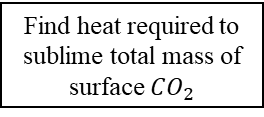 Find heat required to
sublime total mass of
surface CO₂